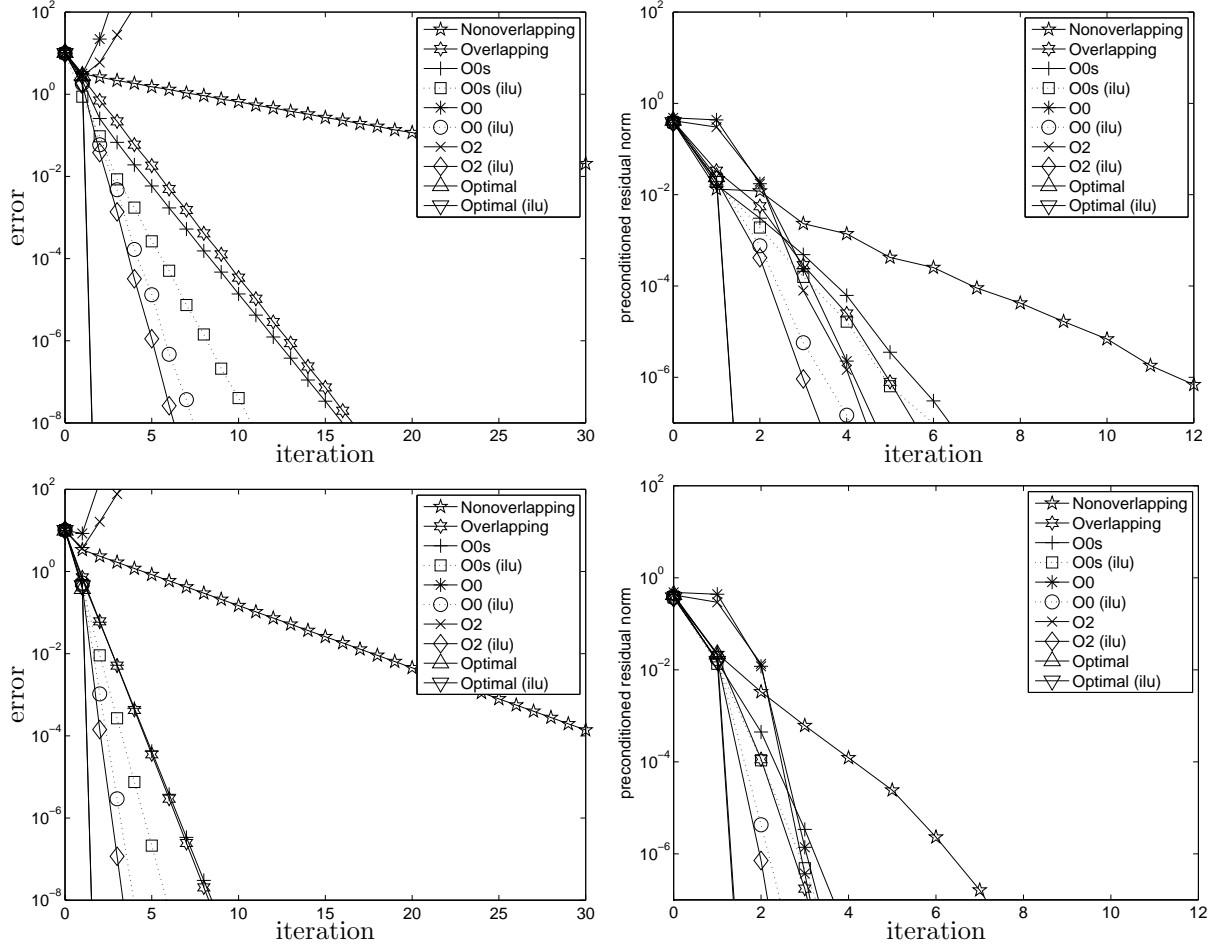 10^2
10^0
10^-2
10^-4
10^-6
10^-8
error
0 5 10 15 20 25 30
iteration
Nonoverlapping
Overlapping
O0s
O0s (ilu)
O0
O0 (ilu)
O2
O2 (ilu)
Optimal
Optimal (ilu)
10^2
10^0
10^-2
10^-4
10^-6
preconditioned residual norm
0 2 4 6 8 10 12
iteration
Nonoverlapping
Overlapping
O0s
O0s (ilu)
O0
O0 (ilu)
O2
O2 (ilu)
Optimal
Optimal (ilu)
10^2
10^0
10^-2
10^-4
10^-6
10^-8
error
0 5 10 15 20 25 30
iteration
Nonoverlapping
Overlapping
O0s
O0s (ilu)
O0
O0 (ilu)
O2
O2 (ilu)
Optimal
Optimal (ilu)
10^2
10^0
10^-2
10^-4
10^-6
preconditioned residual norm
0 2 4 6 8 10 12
iteration
Nonoverlapping
Overlapping
O0s
O0s (ilu)
O0
O0 (ilu)
O2
O2 (ilu)
Optimal
Optimal (ilu)